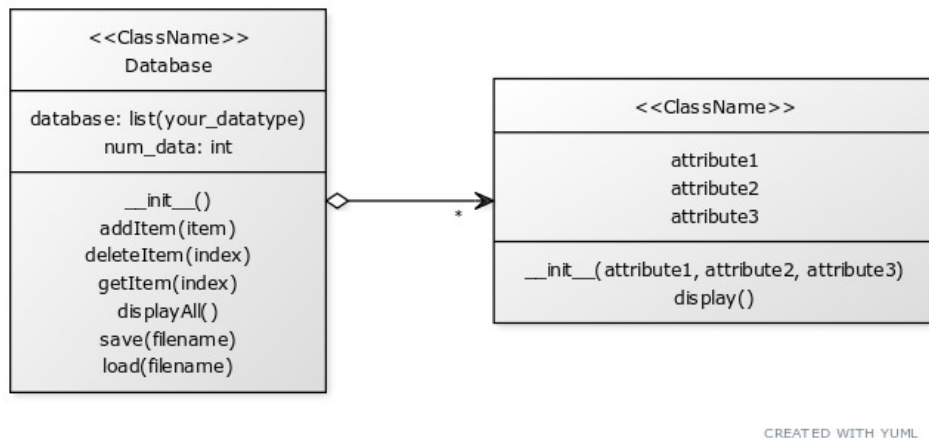 <<ClassName>>
Database
database: list(your_datatype)
num_data: int
__init__()
addItem(item)
deleteItem(index)
getItem(index)
displayAll()
save(filename)
load(filename)
*
<<ClassName>>
attribute1
attribute2
attribute3
__init__(attribute1, attribute2, attribute3)
display()
CREATED WITH YUML